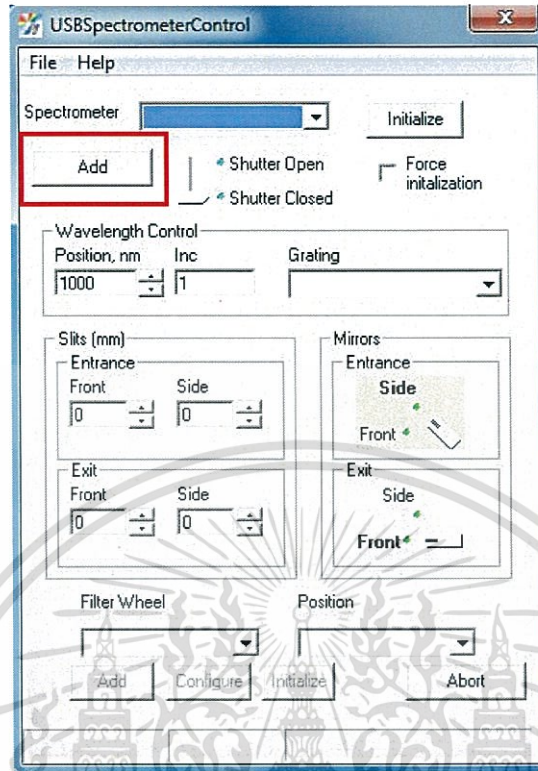 USBSpectrometerControl
File Help
Spectrometer
Initialize
Add
Shutter Open
Shutter Closed
Force
initalization
Wavelength Control
Position, nm Inc Grating
1000 1
Slits (mm)
Entrance
Front Side
0 0
Exit
Front Side
0 0
Mirrors
Entrance
Side
Front
Exit
Side
Front
Filter Wheel Position
Add Configure Initialize Abort